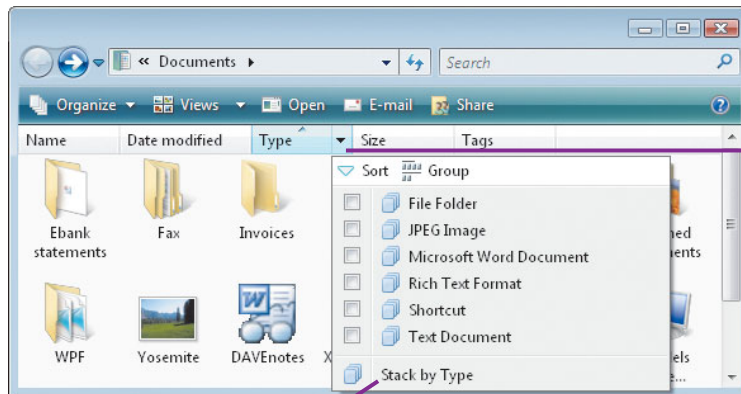 « Documents
Search
Organize Views Open E-mail Share
Name Date modified Type Size Tags
Sort Group
File Folder
JPEG Image
Microsoft Word Document
Rich Text Format
Shortcut
Text Document
Stack by Type
Ebank
statements
Fax
Invoices
WPF
Yosemite
DAVEnotes